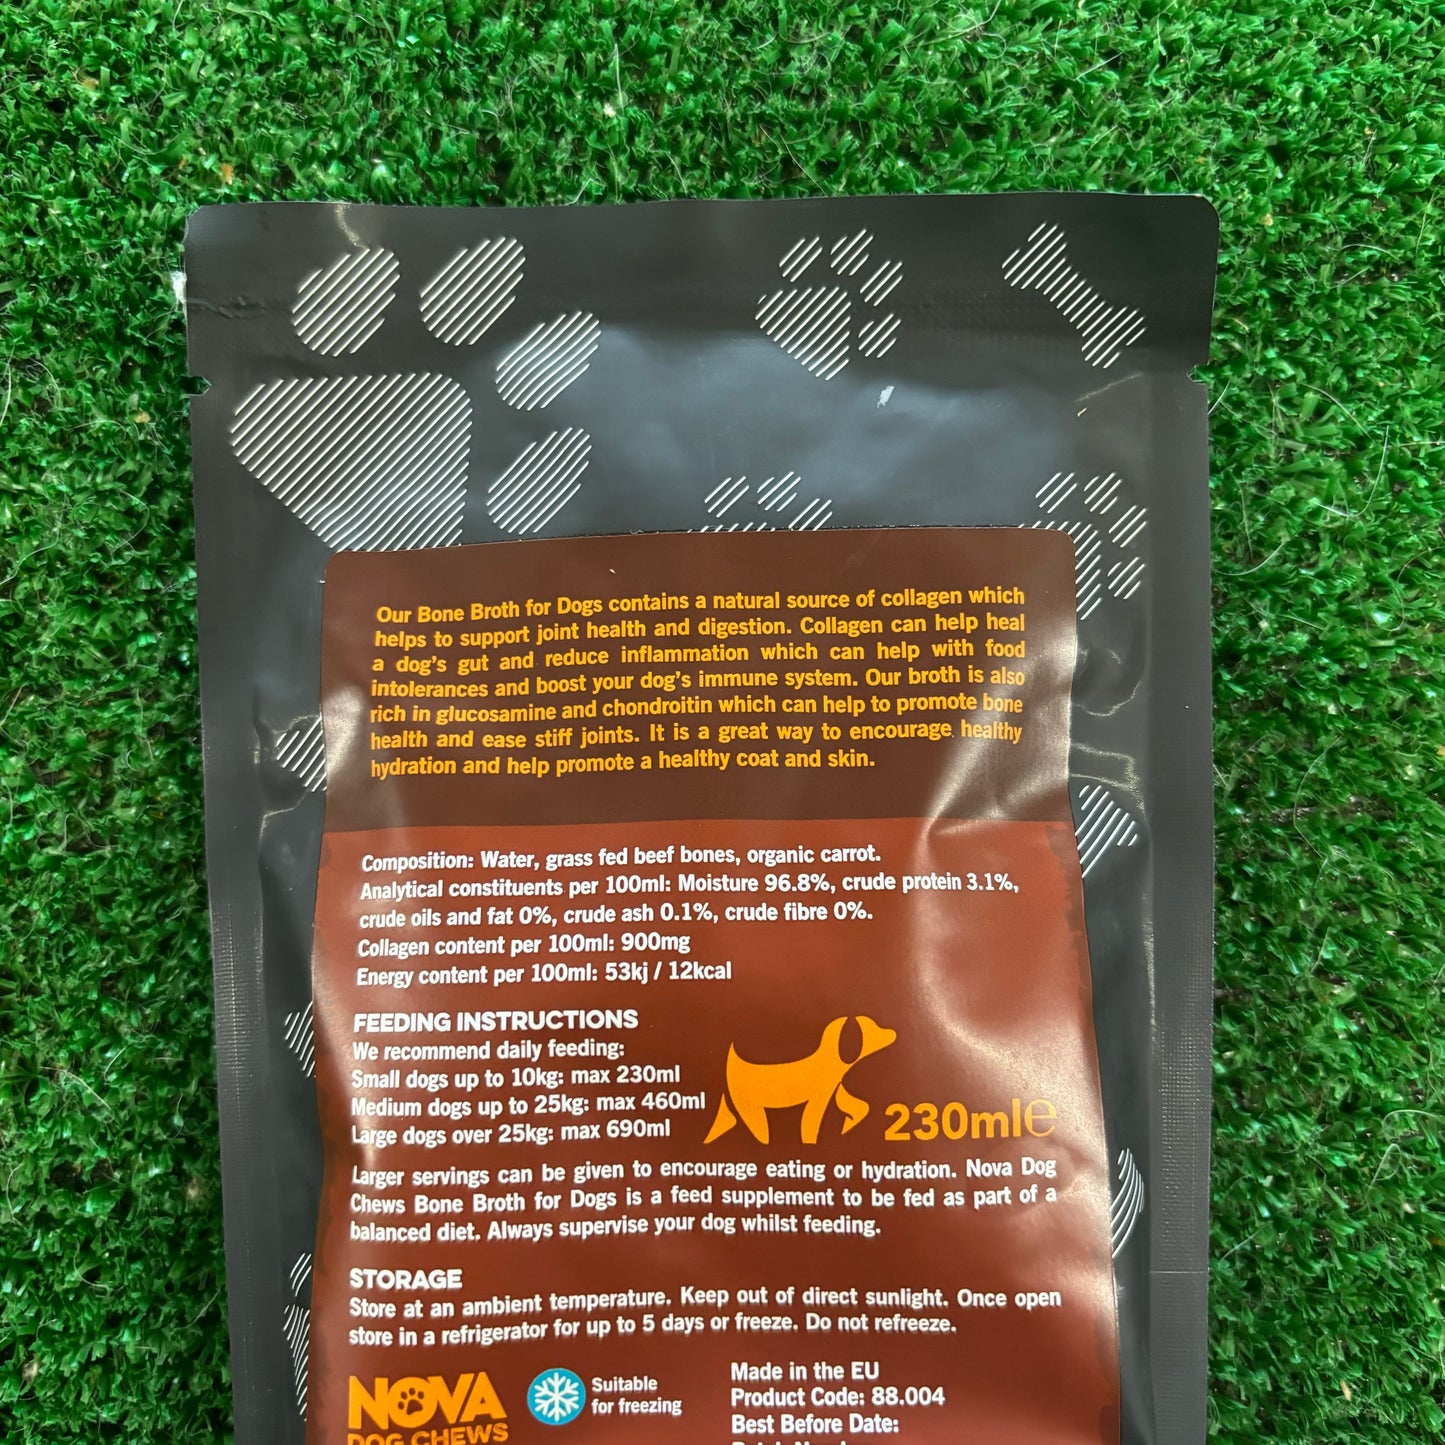 Our Bone Broth for Dogs contains a natural source of collagen which
helps to support joint health and digestion. Collagen can help heal
a dog's gut and reduce inflammation which can help with food
intolerances and boost your dog's immune system. Our broth is also
rich in glucosamine and chondroitin which can help to promote bone
health and ease stiff joints. It is a great way to encourage healthy
hydration and help promote a healthy coat and skin.
Composition: Water, grass fed beef bones, organic carrot.
Analytical constituents per 100ml: Moisture 96.8%, crude protein 3.1%,
crude oils and fat 0%, crude ash 0.1%, crude fibre 0%.
Collagen content per 100ml: 900mg
Energy content per 100ml: 53kj / 12kcal
FEEDING INSTRUCTIONS
We recommend daily feeding:
Small dogs up to 10kg: max 230ml
Medium dogs up to 25kg: max 460ml
Large dogs over 25kg: max 690ml
230ml℮
Larger servings can be given to encourage eating or hydration. Nova Dog
Chews Bone Broth for Dogs is a feed supplement to be fed as part of a
balanced diet. Always supervise your dog whilst feeding.
STORAGE
Store at an ambient temperature. Keep out of direct sunlight. Once open
store in a refrigerator for up to 5 days or freeze. Do not refreeze.
NOVA
DOG CHEWS
Suitable
for freezing
Made in the EU
Product Code: 88.004
Best Before Date: